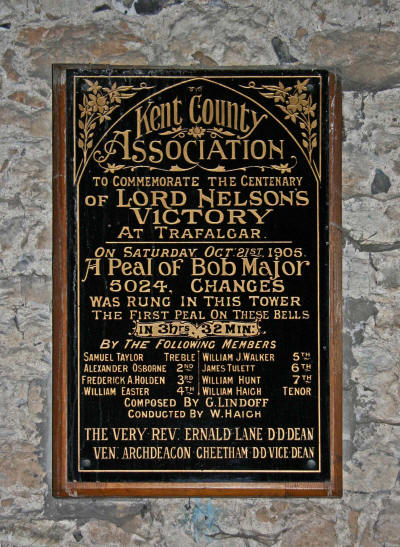 Kent County
Association
TO COMMEMORATE THE CENTENARY
OF LORD NELSON'S
VICTORY
AT TRAFALGAR.
ON SATURDAY OCT. 21ST. 1905.
A Peal of Bob Major
5024, CHANGES
WAS RUNG IN THIS TOWER
THE FIRST PEAL ON THESE BELLS
IN 3HRS 32 MIN:
BY THE FOLLOWING MEMBERS
SAMUEL TAYLOR TREBLE WILLIAM J. WALKER 5TH
ALEXANDER OSBORNE 2ND JAMES TULETT 6TH
FREDERICK A. HOLDEN 3RD WILLIAM HUNT 7TH
WILLIAM EASTER 4TH WILLIAM HAIGH TENOR
COMPOSED BY G. LINDOFF
CONDUCTED BY W. HAIGH
THE VERY REV. ERNALD LANE D.D DEAN
VEN. ARCHDEACON CHEETHAM D.D VICE-DEAN